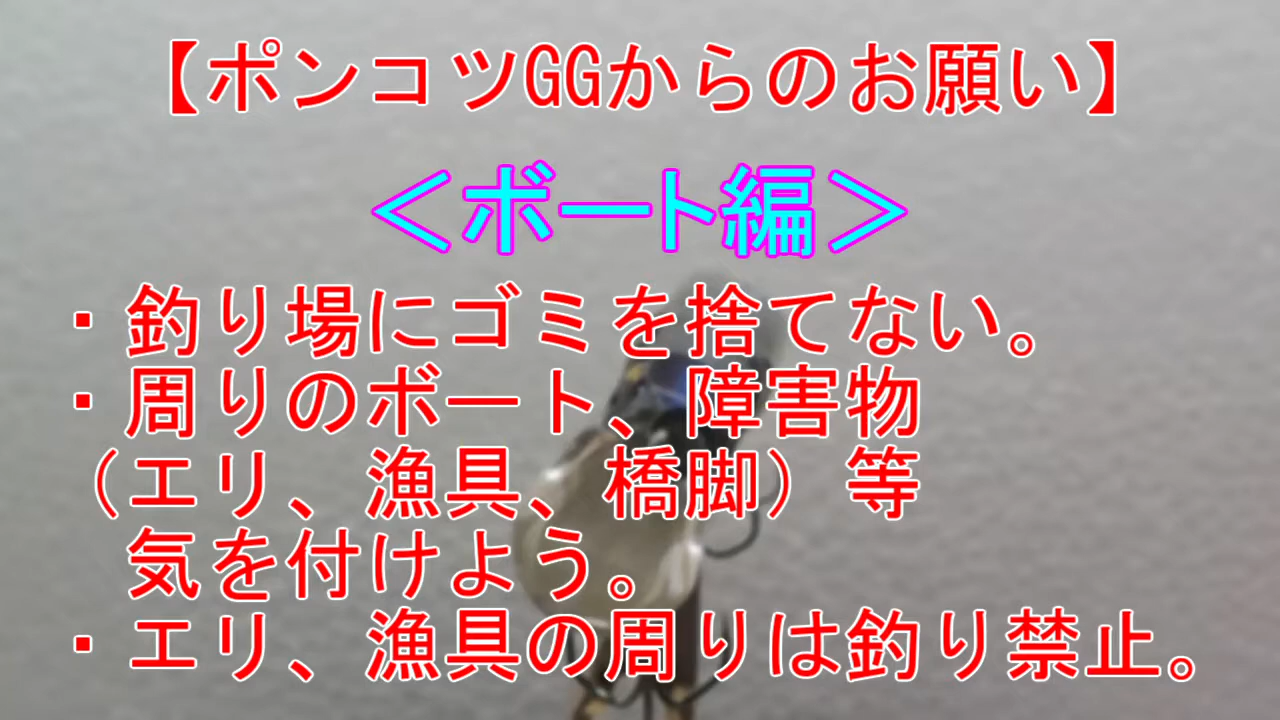 【ポンコツGGからのお願い】
＜ボート編＞
・釣り場にゴミを捨てない。
・周りのボート、障害物
（エリ、漁具、橋脚）等
気を付けよう。
・エリ、漁具の周りは釣り禁止。